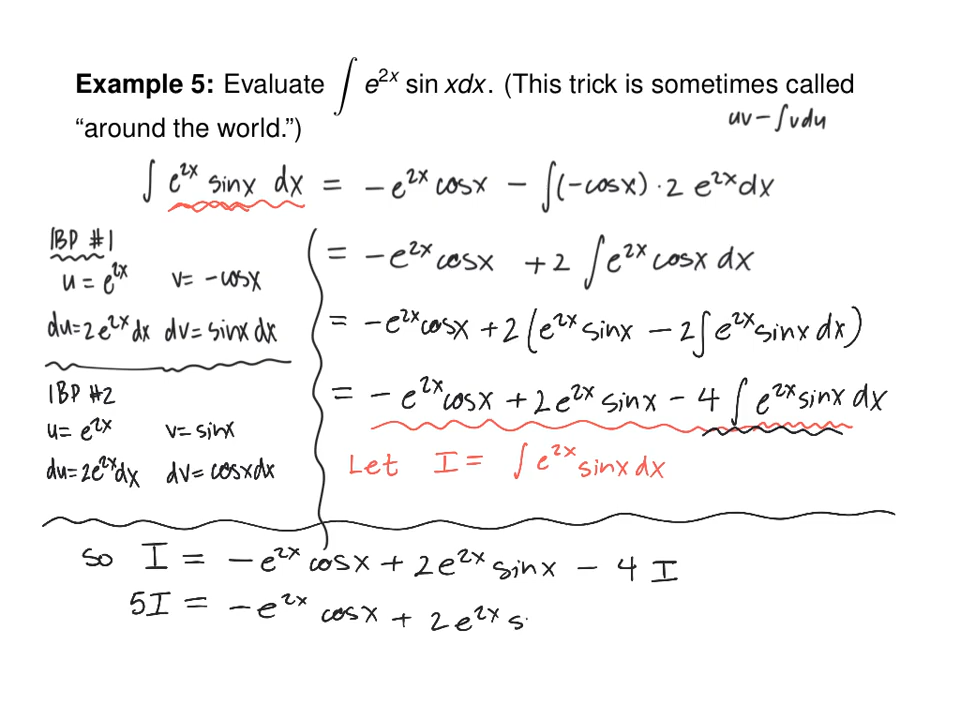 Example 5: Evaluate ∫ e^{2x} sin xdx. (This trick is sometimes called
“around the world.”)
uv - ∫vdu
∫ e^{2x} sinx dx = -e^{2x} cosx - ∫(-cosx)·2 e^{2x}dx
IBP #1
u = e^{2x} v= -cosx
du=2e^{2x}dx dv= sinxdx
= -e^{2x}cosx +2 ∫e^{2x}cosx dx
= -e^{2x}cosx +2(e^{2x}sinx - 2∫e^{2x}sinx dx)
= -e^{2x}cosx +2e^{2x} sinx - 4 ∫ e^{2x}sinx dx
IBP #2
u= e^{2x} v= sinx
du=2e^{2x}dx dv= cosxdx
Let I = ∫e^{2x}sinx dx
so I = -e^{2x} cosx + 2e^{2x} sinx - 4 I
5I = -e^{2x} cosx + 2e^{2x} s